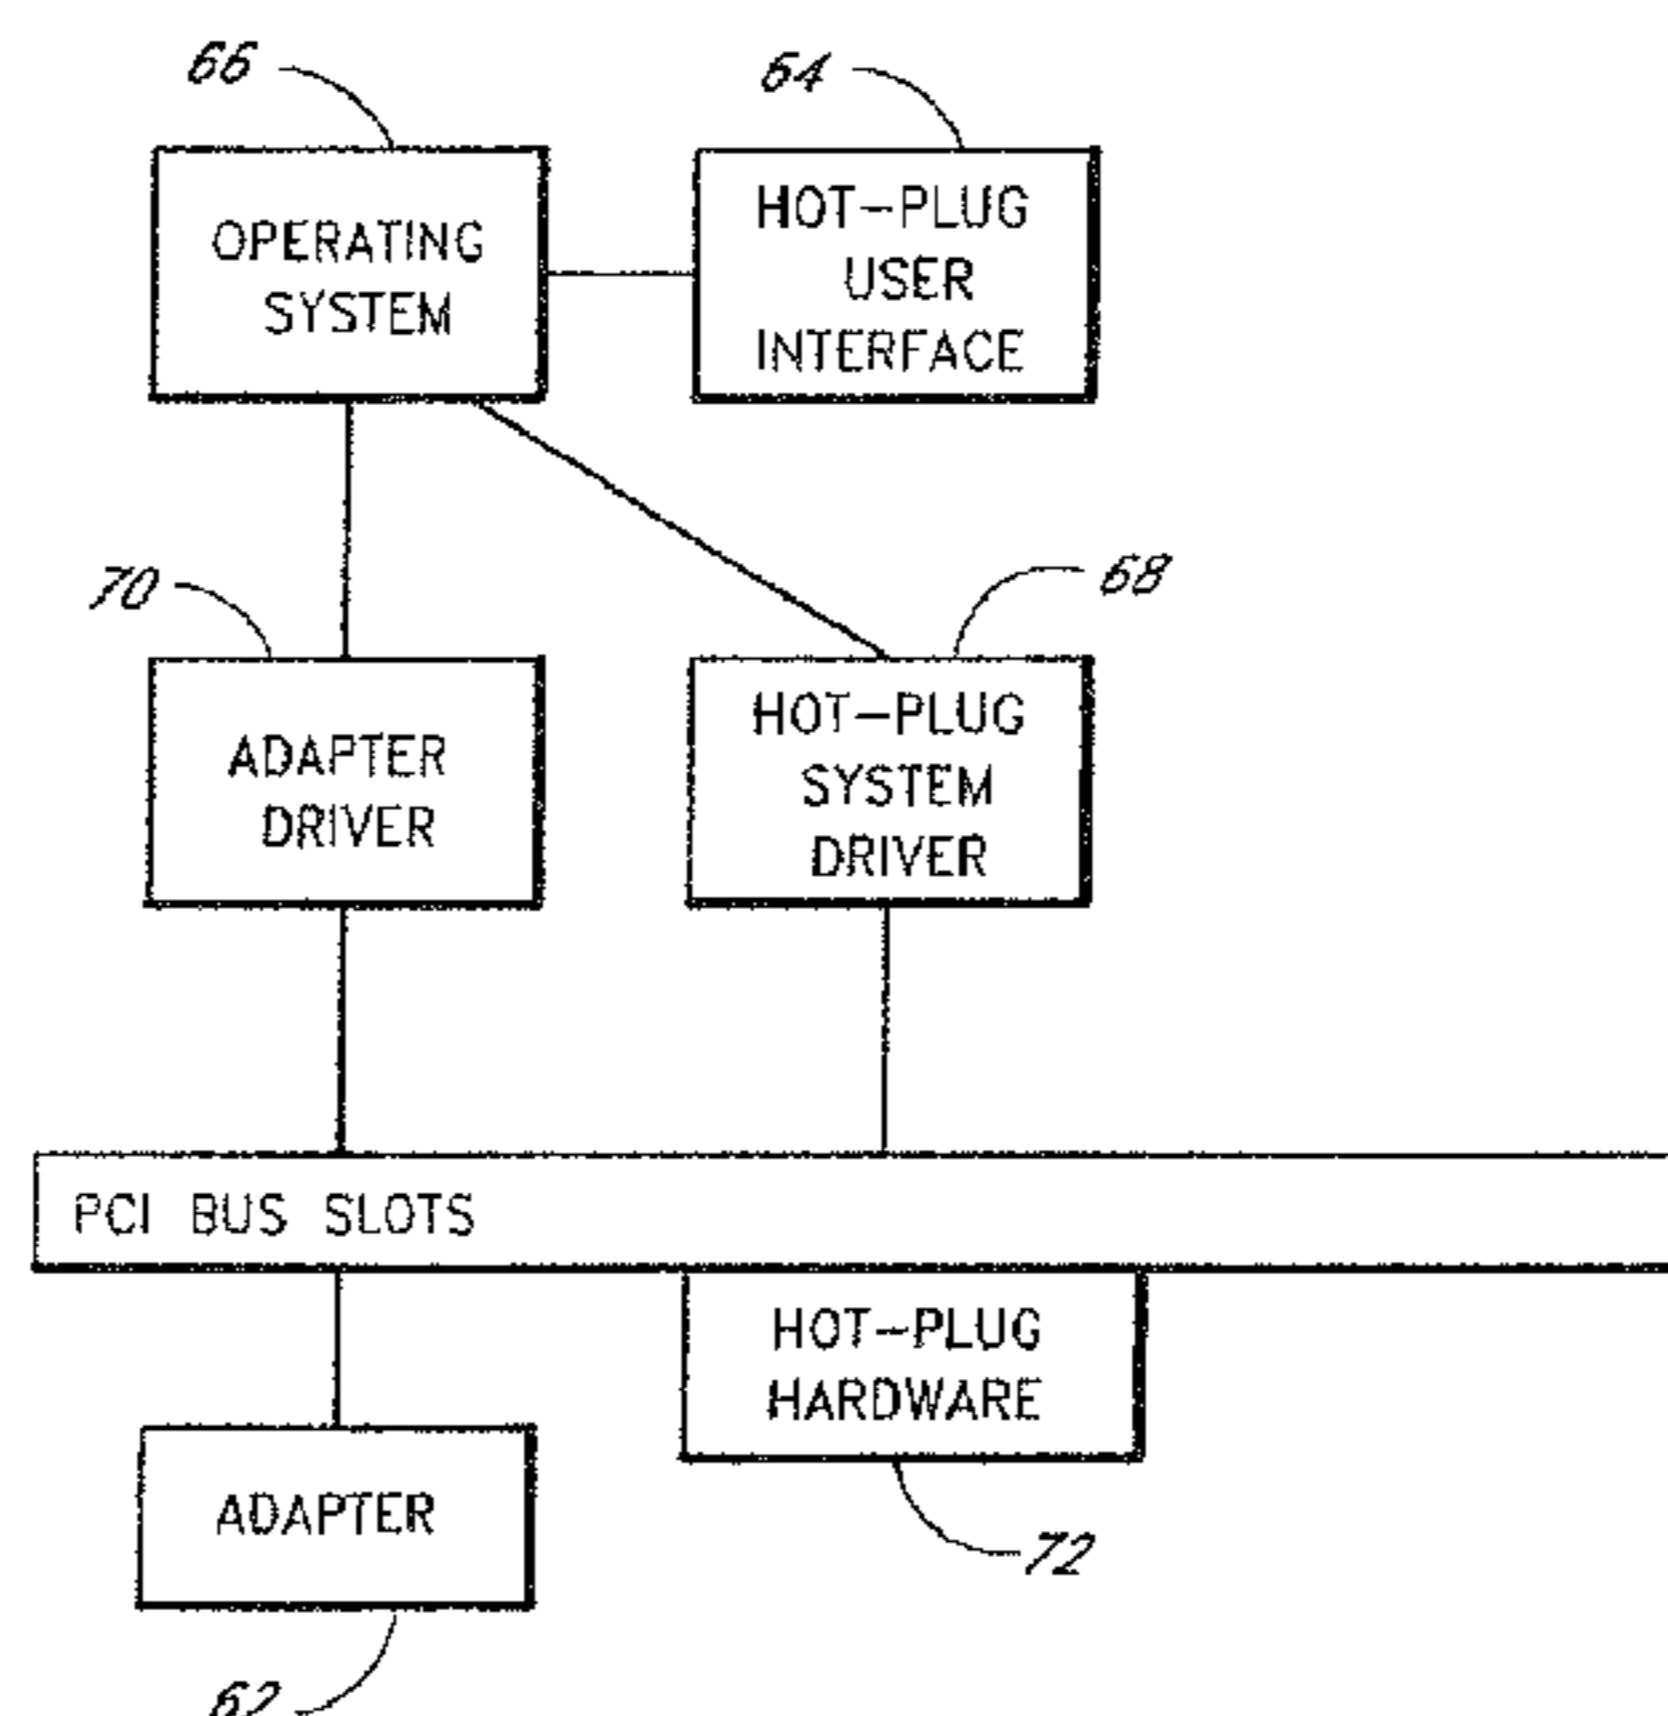 66
64
OPERATING
SYSTEM
HOT-PLUG
USER
INTERFACE
70
68
ADAPTER
DRIVER
HOT-PLUG
SYSTEM
DRIVER
PCI BUS SLOTS
HOT-PLUG
HARDWARE
ADAPTER
72
62